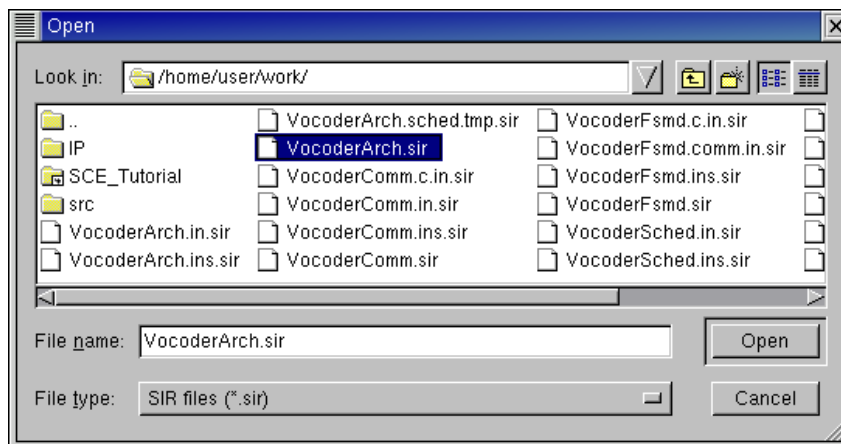 Open
Look in: /home/user/work/
.. VocoderArch.sched.tmp.sir VocoderFsmd.c.in.sir
IP VocoderArch.sir VocoderFsmd.comm.in.sir
SCE_Tutorial VocoderComm.c.in.sir VocoderFsmd.ins.sir
src VocoderComm.in.sir VocoderFsmd.sir
VocoderArch.in.sir VocoderComm.ins.sir VocoderSched.in.sir
VocoderArch.ins.sir VocoderComm.sir VocoderSched.ins.sir
File name: VocoderArch.sir Open
File type: SIR files (*.sir) Cancel